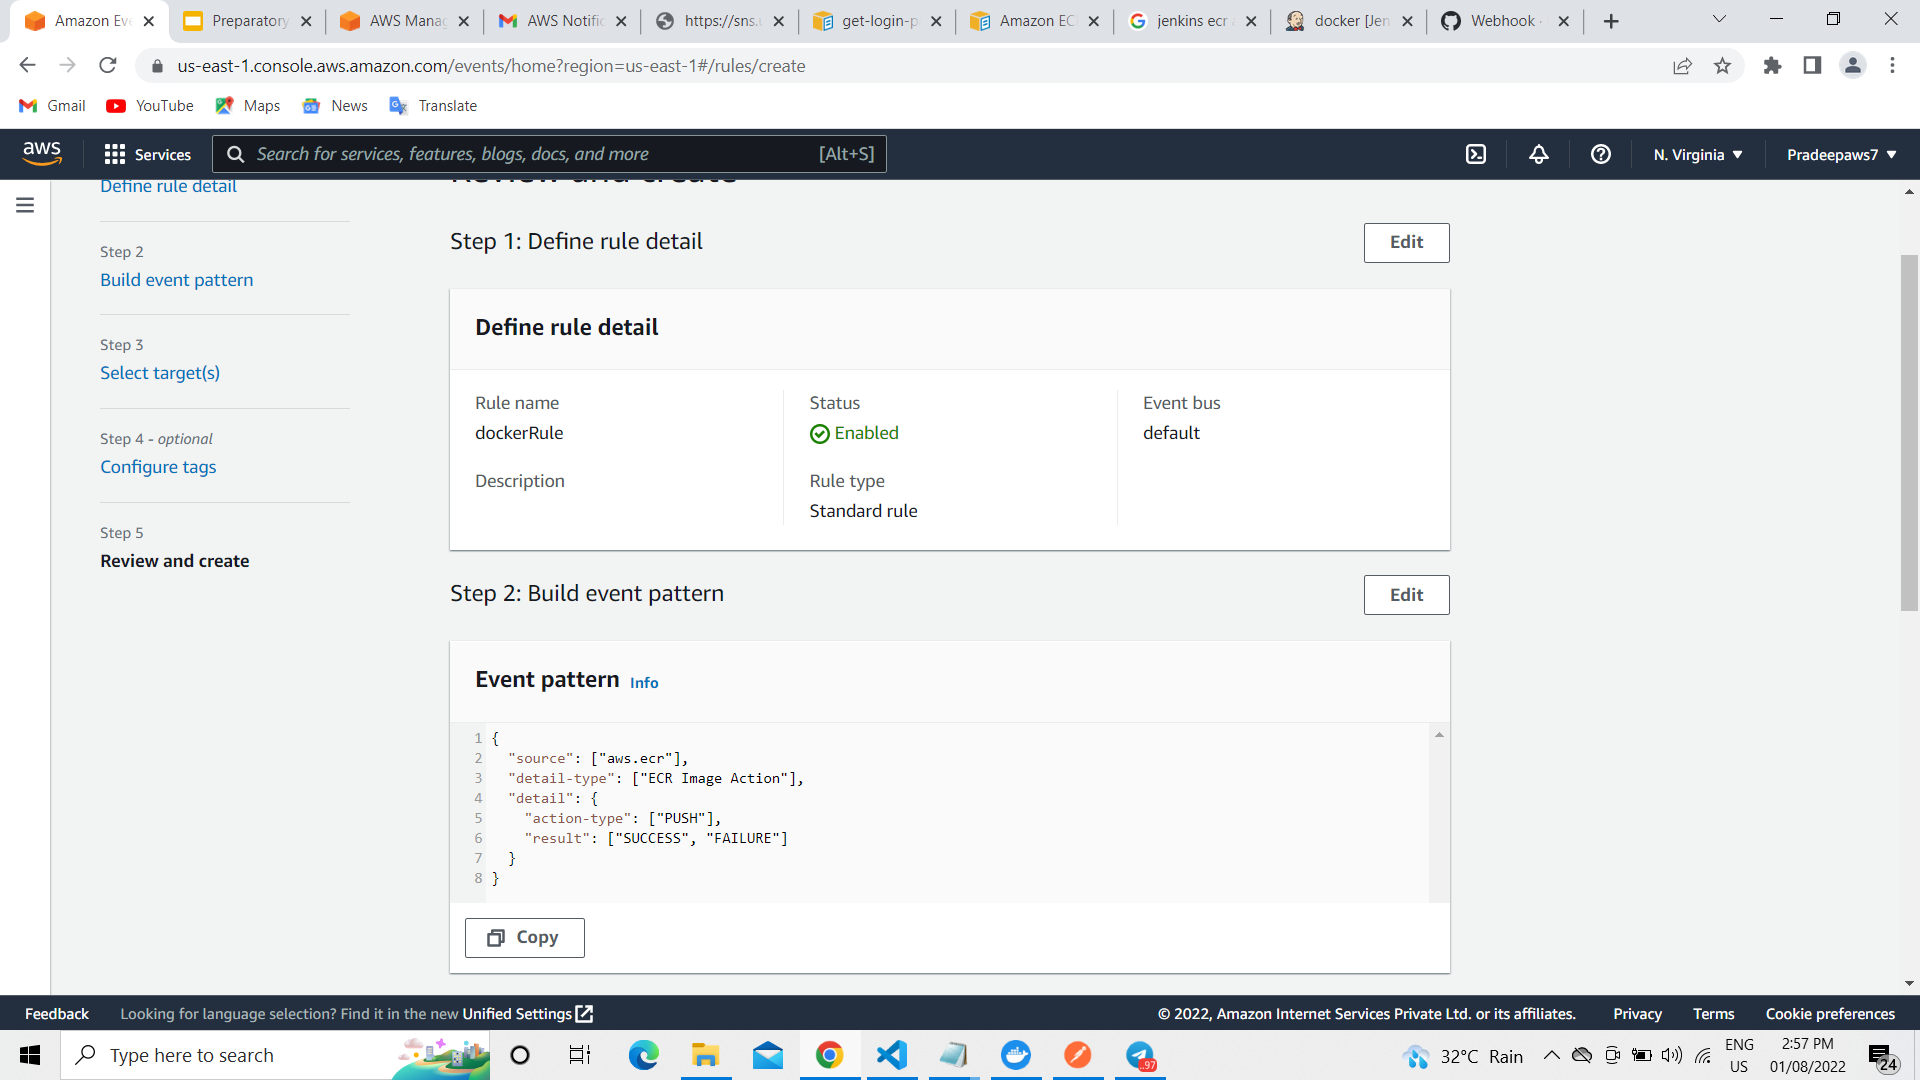 Amazon Eve
Preparatory
AWS Manag
AWS Notific
https://sns.u
get-login-p
Amazon EC
jenkins ecr a
docker [Jen
Webhook ·
us-east-1.console.aws.amazon.com/events/home?region=us-east-1#/rules/create
Gmail
YouTube
Maps
News
Translate
aws
Services
Search for services, features, blogs, docs, and more
[Alt+S]
N. Virginia
Pradeepaws7
Define rule detail
Step 2
Build event pattern
Step 3
Select target(s)
Step 4 - optional
Configure tags
Step 5
Review and create
Review and create
Step 1: Define rule detail
Edit
Define rule detail
Rule name
dockerRule
Description
Status
Enabled
Rule type
Standard rule
Event bus
default
Step 2: Build event pattern
Edit
Event pattern Info
1 {
2 "source": ["aws.ecr"],
3 "detail-type": ["ECR Image Action"],
4 "detail": {
5 "action-type": ["PUSH"],
6 "result": ["SUCCESS", "FAILURE"]
7 }
8 }
Copy
Feedback
Looking for language selection? Find it in the new Unified Settings
© 2022, Amazon Internet Services Private Ltd. or its affiliates.
Privacy
Terms
Cookie preferences
Type here to search
97
32°C Rain
ENG
US
2:57 PM
01/08/2022
24